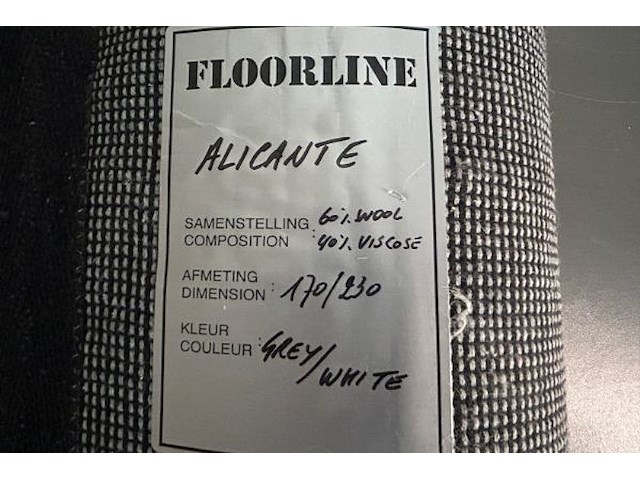 FLOORLINE
ALICANTE
SAMENSTELLING 60% WOOL
COMPOSITION : 40% VISCOSE
AFMETING
DIMENSION : 170/230
KLEUR
COULEUR : GREY/
WHITE